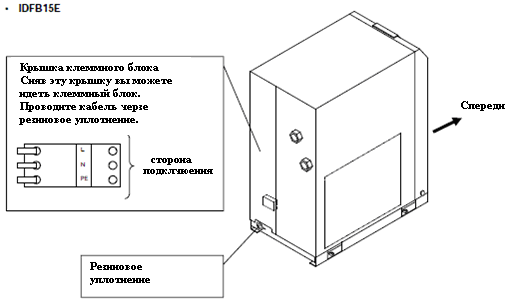 • IDFB15E
Крышка клеммного блока
Сняв эту крышку вы можете
идеть клеммный блок.
Проводите кабель черзе
резиновое уплотнение.
L
N
PE
сторона
подключения
Спереди
Резиновое
уплотнение